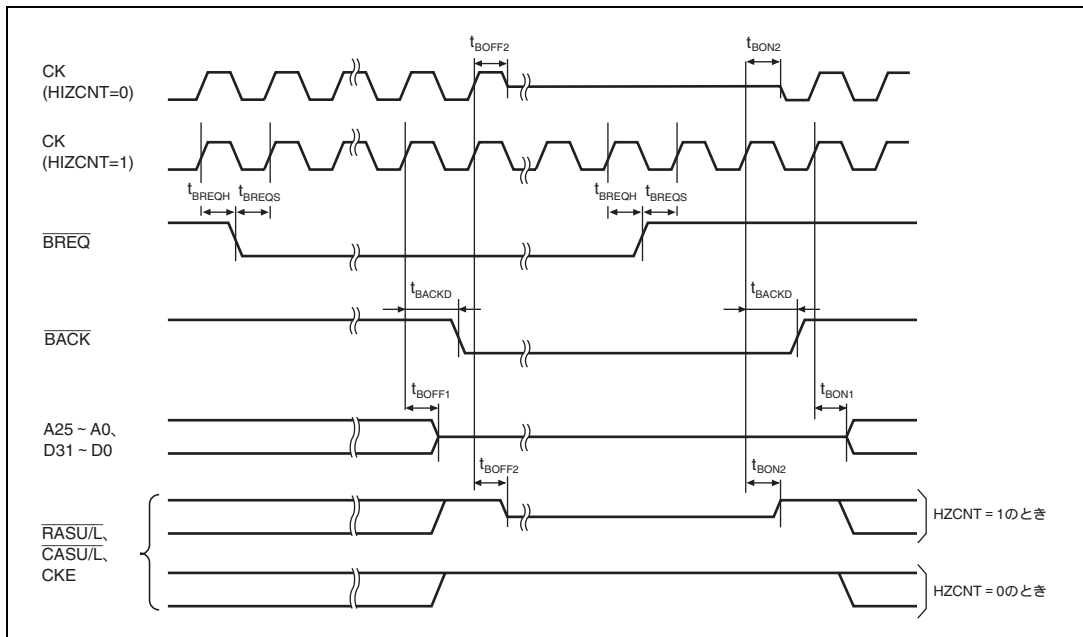 tBOFF2
tBON2
CK
(HIZCNT=0)
CK
(HIZCNT=1)
tBREQH
tBREQS
tBREQH
tBREQS
BREQ
tBACKD
tBACKD
BACK
tBOFF1
tBON1
A25 ~ A0、
D31 ~ D0
tBOFF2
tBON2
RASU/L、
CASU/L、
CKE
HZCNT = 1のとき
HZCNT = 0のとき